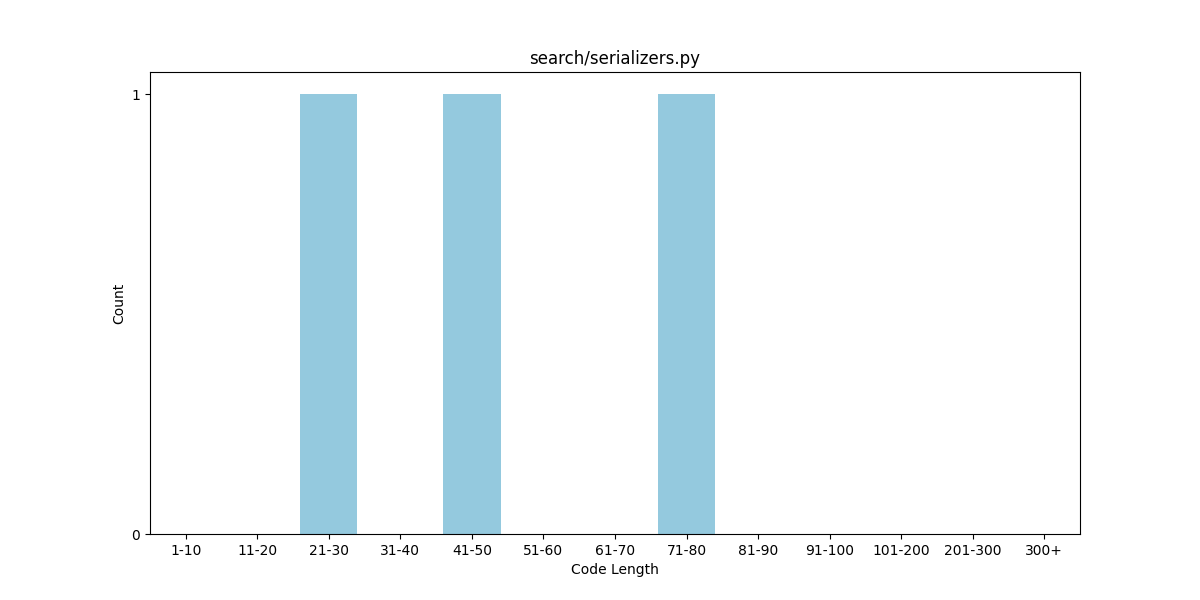 search/serializers.py
1
0
Count
1-10 11-20 21-30 31-40 41-50 51-60 61-70 71-80 81-90 91-100 101-200 201-300 300+
Code Length